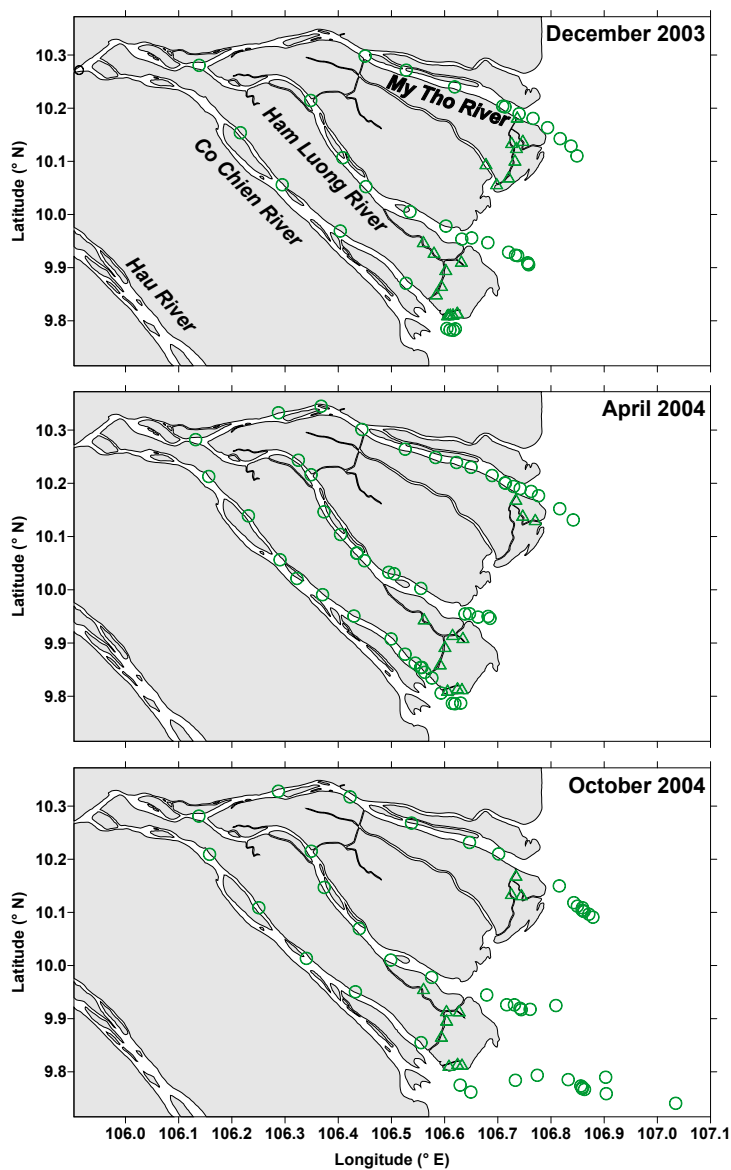 December 2003
10.3
10.2
10.1
10.0
9.9
9.8
Latitude (° N)
My Tho River
Ham Luong River
Co Chien River
Hau River
April 2004
10.3
10.2
10.1
10.0
9.9
9.8
Latitude (° N)
October 2004
10.3
10.2
10.1
10.0
9.9
9.8
Latitude (° N)
106.0 106.1 106.2 106.3 106.4 106.5 106.6 106.7 106.8 106.9 107.0 107.1
Longitude (° E)